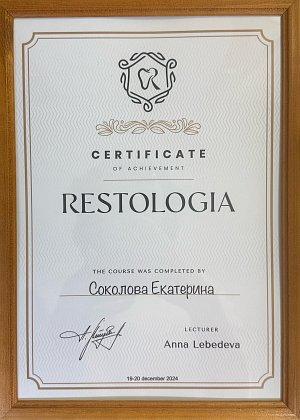 CERTIFICATE
OF ACHIEVEMENT
RESTOLOGIA
THE COURSE WAS COMPLETED BY
Соколова Екатерина
LECTURER
Anna Lebedeva
19-20 december 2024